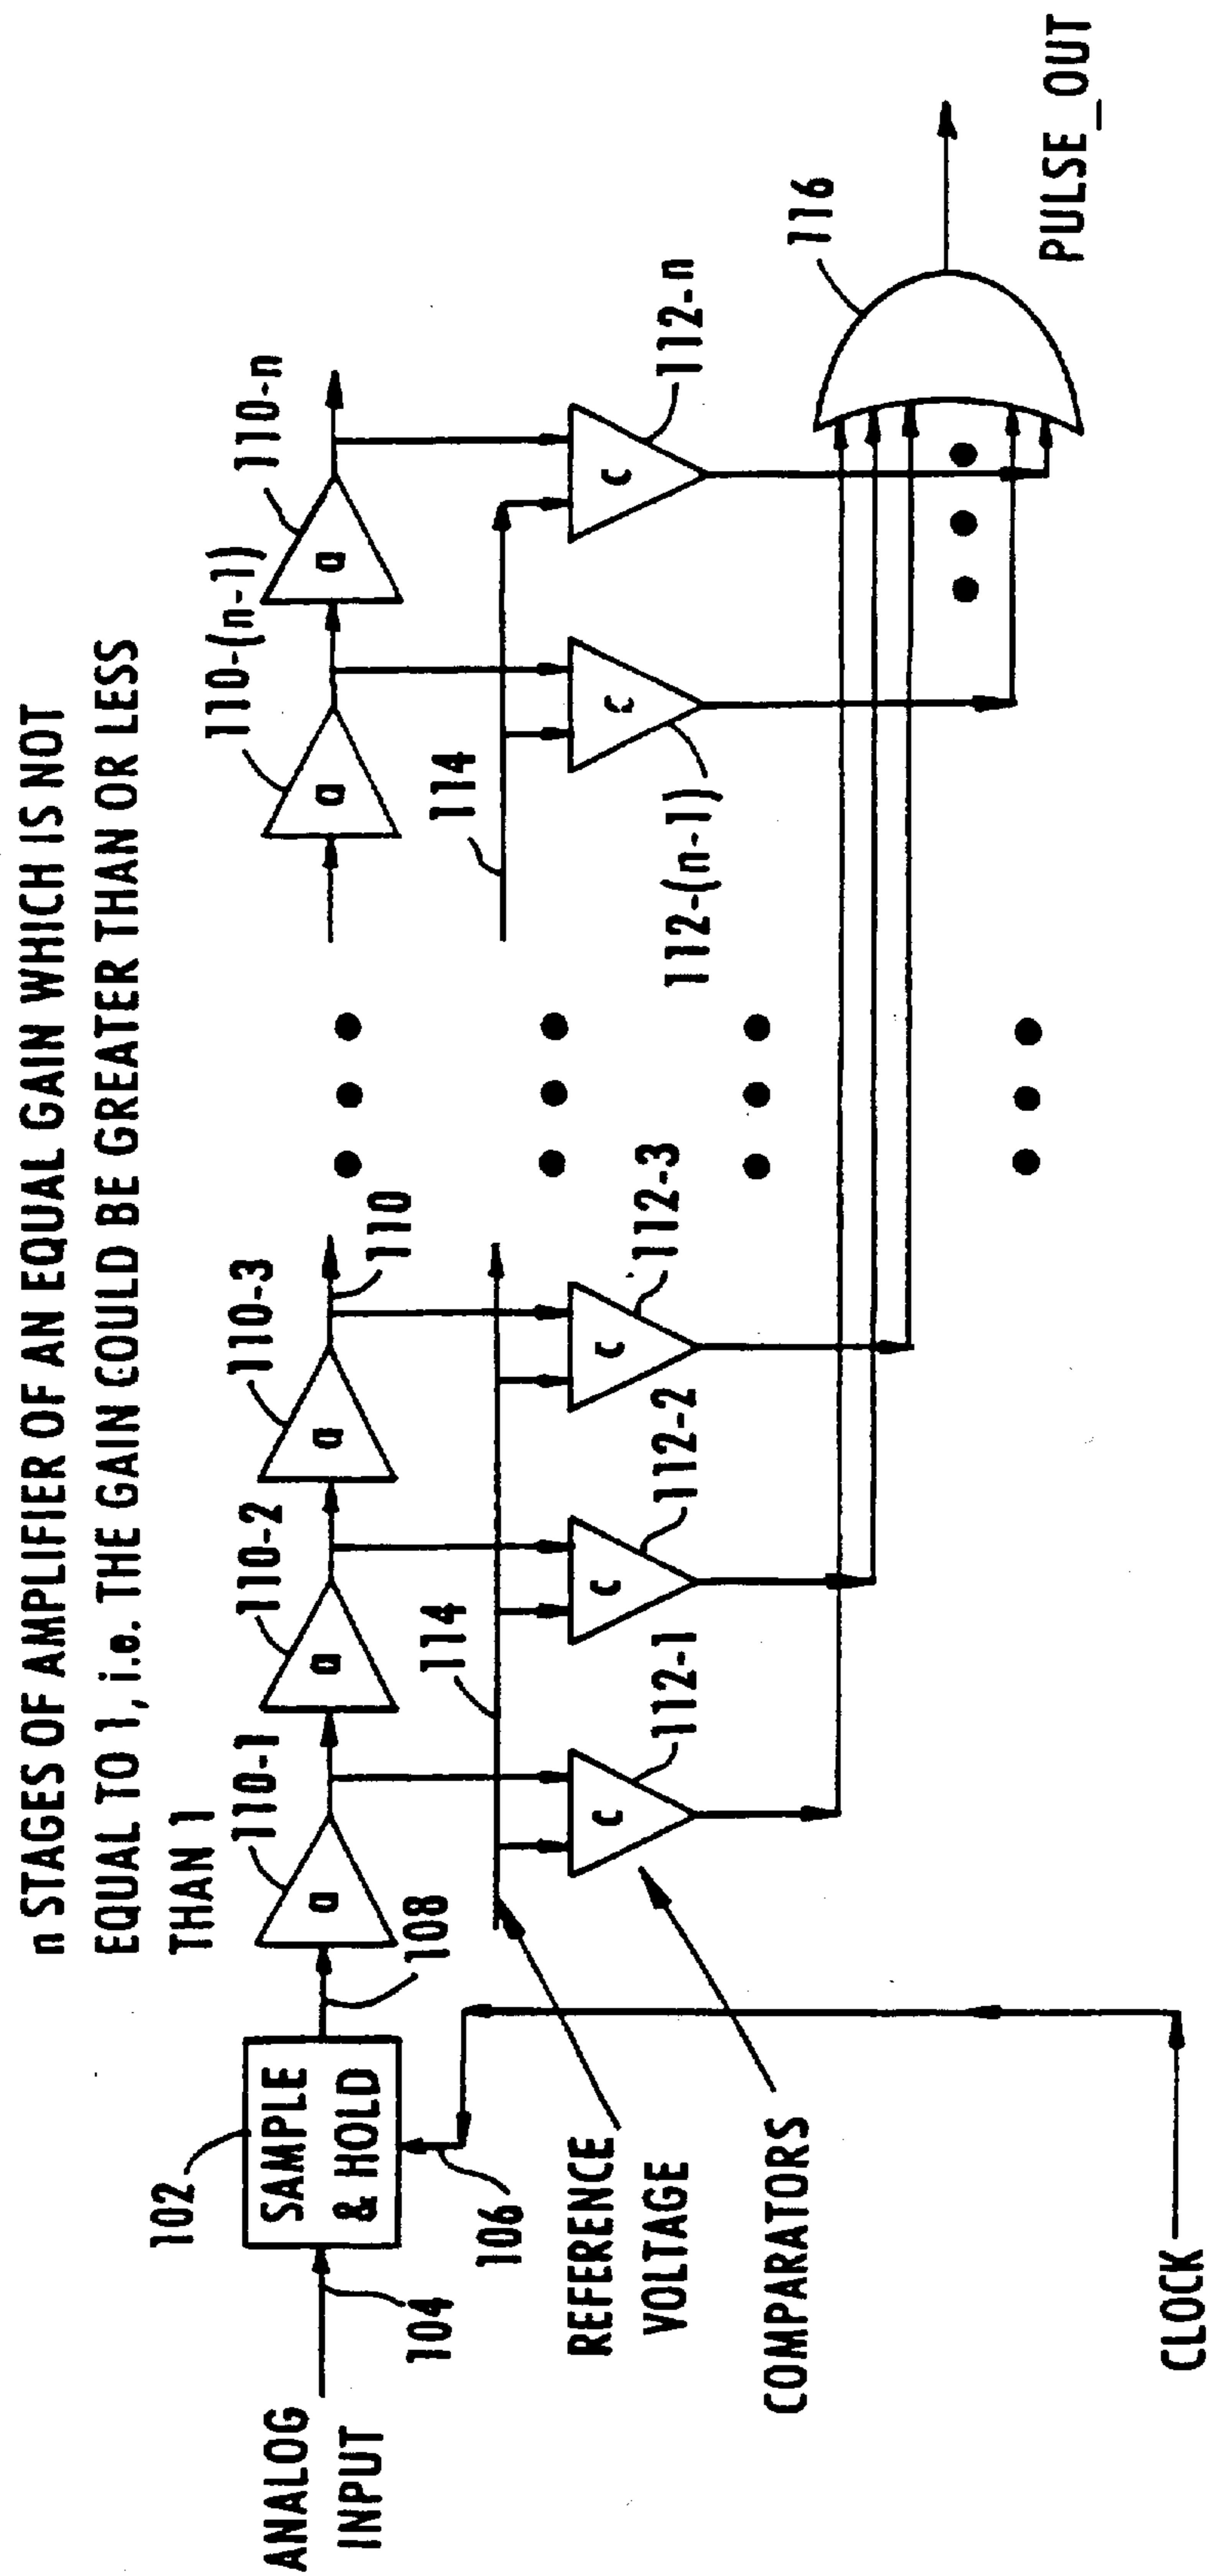 n STAGES OF AMPLIFIER OF AN EQUAL GAIN WHICH IS NOT
EQUAL TO 1, i.e. THE GAIN COULD BE GREATER THAN OR LESS
THAN 1
110-1
110-2
110-3
110-(n-1)
110-n
a
a
a
a
a
102
SAMPLE
& HOLD
108
110
ANALOG
INPUT
104
106
114
114
REFERENCE
VOLTAGE
C
C
C
C
C
112-1
112-2
112-3
112-(n-1)
112-n
COMPARATORS
116
CLOCK
PULSE_OUT